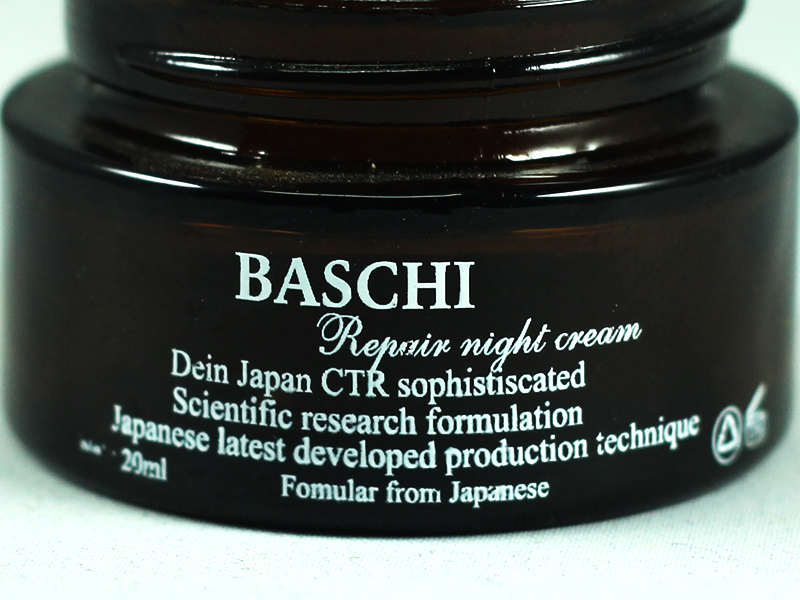 BASCHI
Repair night cream
Dein Japan CTR sophistiscated
Scientific research formulation
Japanese latest developed production technique
20ml
Fomular from Japanese